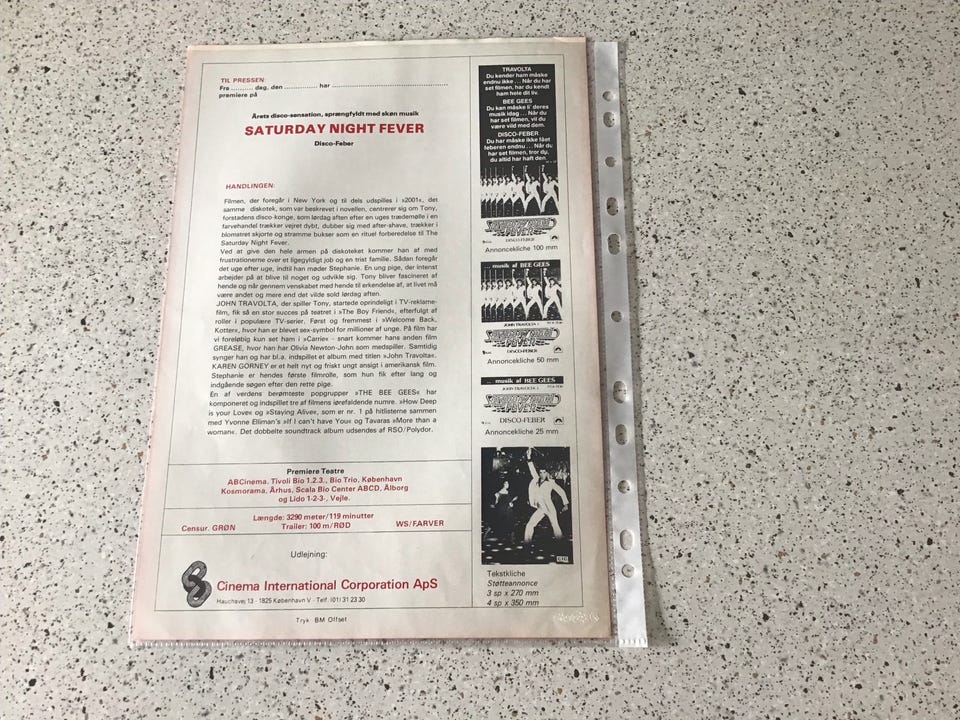 TIL PRESSEN:
Fra .......... dag, den .............. har .................................................
premiere på
Årets disco-sensation, sprængfyldt med skøn musik
SATURDAY NIGHT FEVER
Disco-Feber
HANDLINGEN:
Filmen, der foregår i New York og til dels udspilles i »2001«, det
samme diskotek, som var beskrevet i novellen, centrerer sig om Tony,
forstadens disco-konge, som lørdag aften efter en uges trædemølle i en
farvehandel trækker vejret dybt, dubber sig med after-shave, trækker i
blomstret skjorte og stramme bukser som en rituel forberedelse til The
Saturday Night Fever.
Ved at give den hele armen på diskoteket kommer han af med
frustrationerne over et ligegyldigt job og en trist familie. Sådan foregår
det uge efter uge, indtil han møder Stephanie. En ung pige, der intenst
arbejder på at blive til noget og udvikle sig. Tony bliver fascineret af
hende og når gennem venskabet med hende til erkendelse af, at livet må
være andet og mere end det vilde sold lørdag aften.
JOHN TRAVOLTA, der spiller Tony, startede oprindeligt i TV-reklame-
film, fik så en stor succes på teatret i »The Boy Friend«, efterfulgt af
roller i populære TV-serier. Først og fremmest i »Welcome Back,
Kotter«, hvor han er blevet sex-symbol for millioner af unge. På film har
vi foreløbig kun set ham i »Carrie« - snart kommer hans anden film
GREASE, hvor han har Olivia Newton-John som medspiller. Samtidig
synger han og har bl.a. indspillet et album med titlen »John Travolta«.
KAREN GORNEY er et helt nyt og friskt ungt ansigt i amerikansk film.
Stephanie er hendes første filmrolle, som hun fik efter lang og
indgående søgen efter den rette pige.
En af verdens berømteste popgrupper »THE BEE GEES« har
komponeret og indspillet tre af filmens iørefaldende numre. »How Deep
is your Love« og »Staying Alive«, som er nr. 1 på hitlisterne sammen
med Yvonne Elliman's »If I can't have You« og Tavaras »More than a
woman«. Det dobbelte soundtrack album udsendes af RSO/Polydor.
Premiere Teatre
ABCinema, Tivoli Bio 1.2.3., Bio Trio, København
Kosmorama, Århus, Scala Bio Center ABCD, Ålborg
og Lido 1-2-3-, Vejle.
Længde: 3290 meter/119 minutter
Censur. GRØN
Trailer: 100 m/RØD
WS/FARVER
Udlejning:
Cinema International Corporation ApS
Hauchsvej 13 · 1825 København V · Telf. (01) 31 23 30
Tryk BM Offset
TRAVOLTA
Du kender ham måske
endnu ikke ... Når du har
set filmen, har du kendt
ham hele dit liv.
BEE GEES
Du kan måske li' deres
musik idag ... Når du
har set filmen, vil du
være vild med dem.
DISCO-FEBER
Du har måske ikke fået
feberen endnu ... Når du
har set filmen, tror du,
du altid har haft den.
SATURDAY NIGHT
FEVER
DISCO-FEBER
Annoncekliche 100 mm
... musik af BEE GEES
JOHN TRAVOLTA i
SATURDAY NIGHT
FEVER
DISCO-FEBER
Annoncekliche 50 mm
... musik af BEE GEES
JOHN TRAVOLTA i
SATURDAY NIGHT
FEVER
DISCO-FEBER
Annoncekliche 25 mm
CIC
Tekstkliche
Støtteannonce
3 sp x 270 mm
4 sp x 350 mm